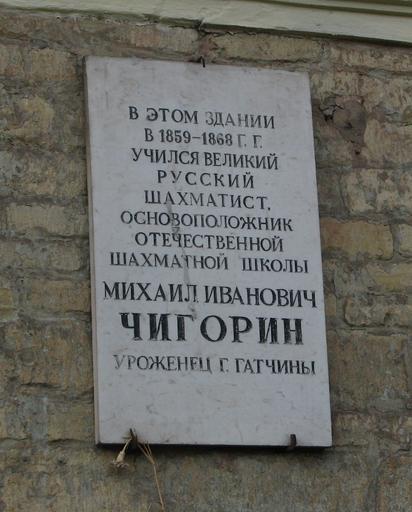 В ЭТОМ ЗДАНИИ
В 1859–1868 Г. Г.
УЧИЛСЯ ВЕЛИКИЙ
РУССКИЙ
ШАХМАТИСТ,
ОСНОВОПОЛОЖНИК
ОТЕЧЕСТВЕННОЙ
ШАХМАТНОЙ ШКОЛЫ
МИХАИЛ ИВАНОВИЧ
ЧИГОРИН
УРОЖЕНЕЦ Г. ГАТЧИНЫ